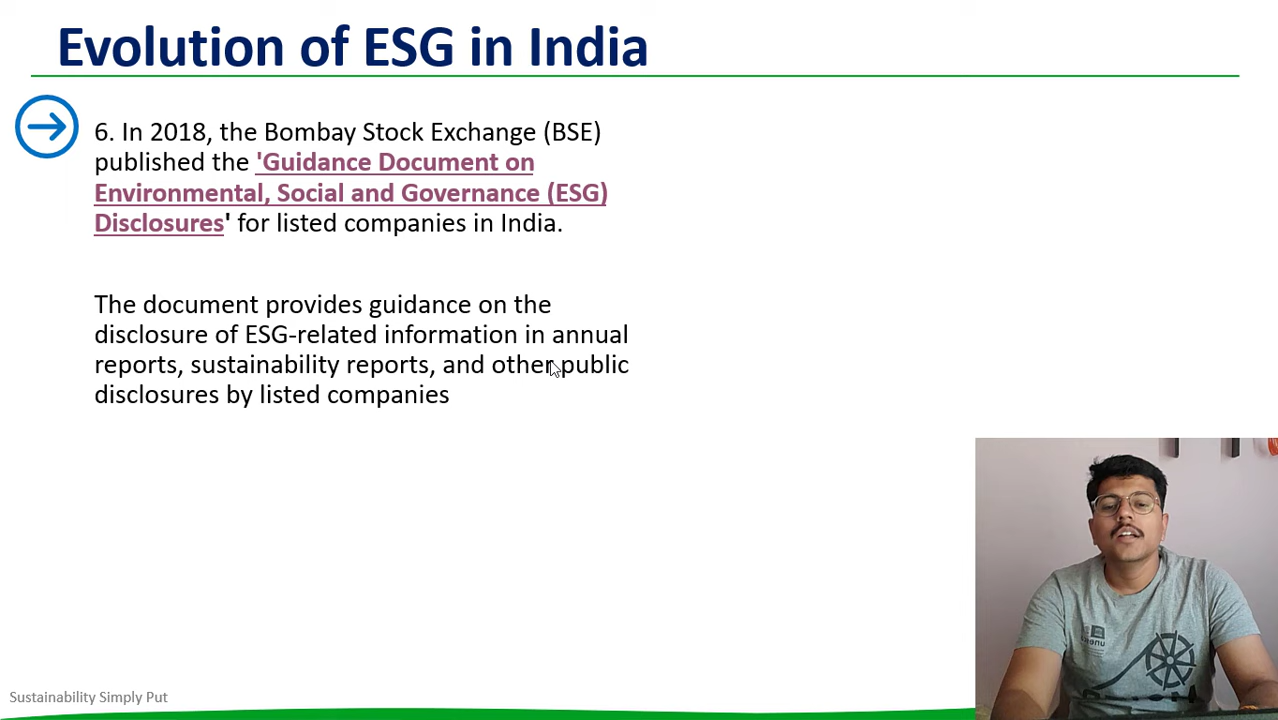 Evolution of ESG in India
6. In 2018, the Bombay Stock Exchange (BSE)
published the 'Guidance Document on
Environmental, Social and Governance (ESG)
Disclosures' for listed companies in India.
The document provides guidance on the
disclosure of ESG-related information in annual
reports, sustainability reports, and other public
disclosures by listed companies
Sustainability Simply Put